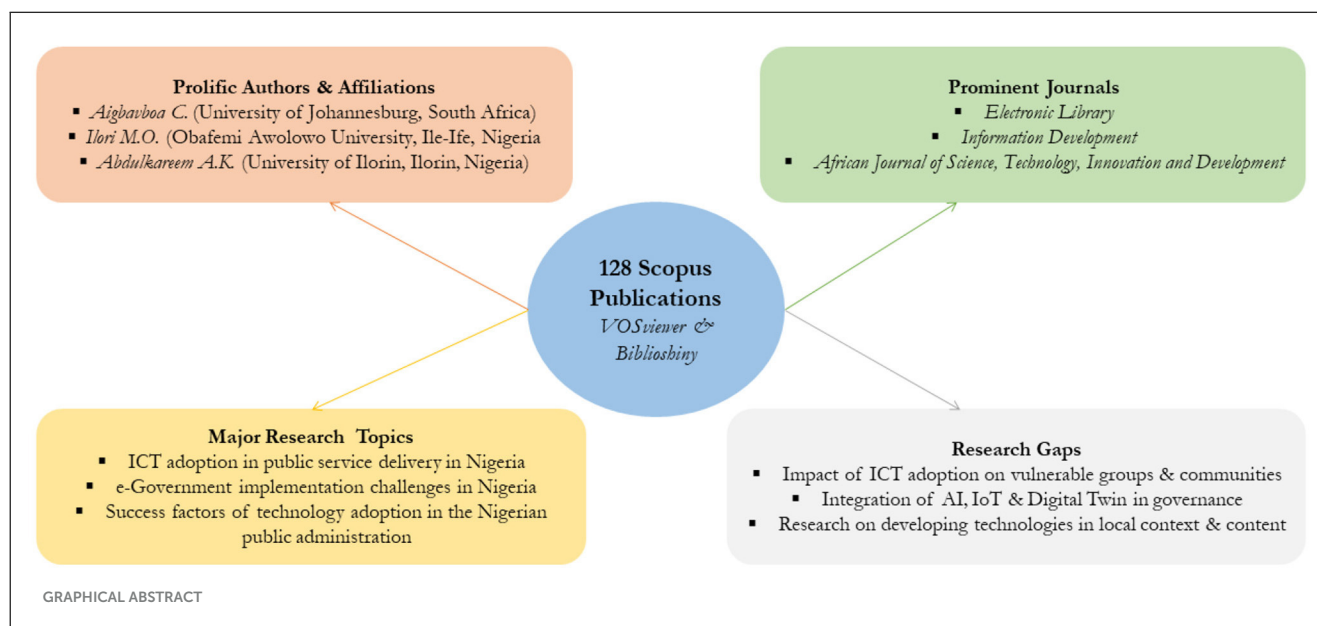 Prolific Authors & Affiliations
▪ Aigbavboa C. (University of Johannesburg, South Africa)
▪ Ilori M.O. (Obafemi Awolowo University, Ile-Ife, Nigeria
▪ Abdulkareem A.K. (University of Ilorin, Ilorin, Nigeria)
Prominent Journals
▪ Electronic Library
▪ Information Development
▪ African Journal of Science, Technology, Innovation and Development
128 Scopus
Publications
VOSviewer &
Biblioshiny
Major Research Topics
▪ ICT adoption in public service delivery in Nigeria
▪ e-Government implementation challenges in Nigeria
▪ Success factors of technology adoption in the Nigerian
public administration
Research Gaps
▪ Impact of ICT adoption on vulnerable groups & communities
▪ Integration of AI, IoT & Digital Twin in governance
▪ Research on developing technologies in local context & content
GRAPHICAL ABSTRACT